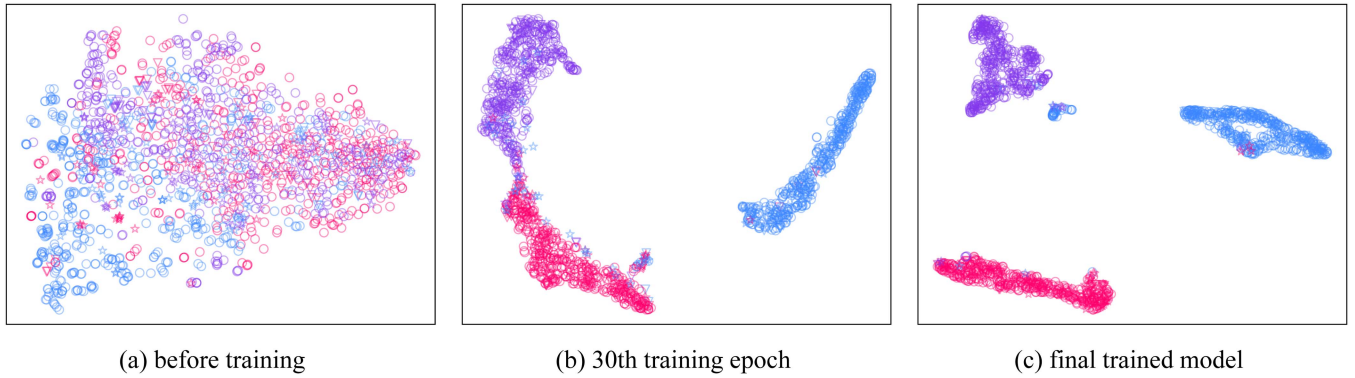 (a) before training
(b) 30th training epoch
(c) final trained model